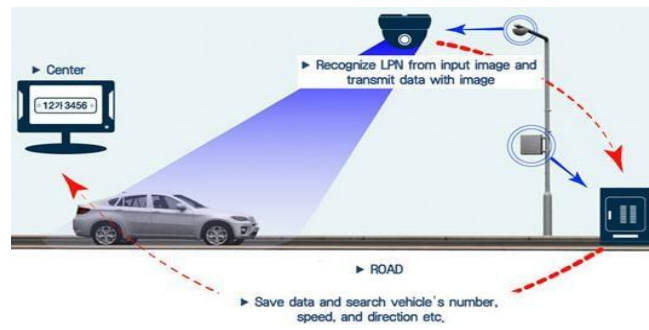 ▶ Recognize LPN from input image and
transmit data with image
▶ Center
12가 3456
▶ ROAD
▶ Save data and search vehicle's number,
speed, and direction etc,